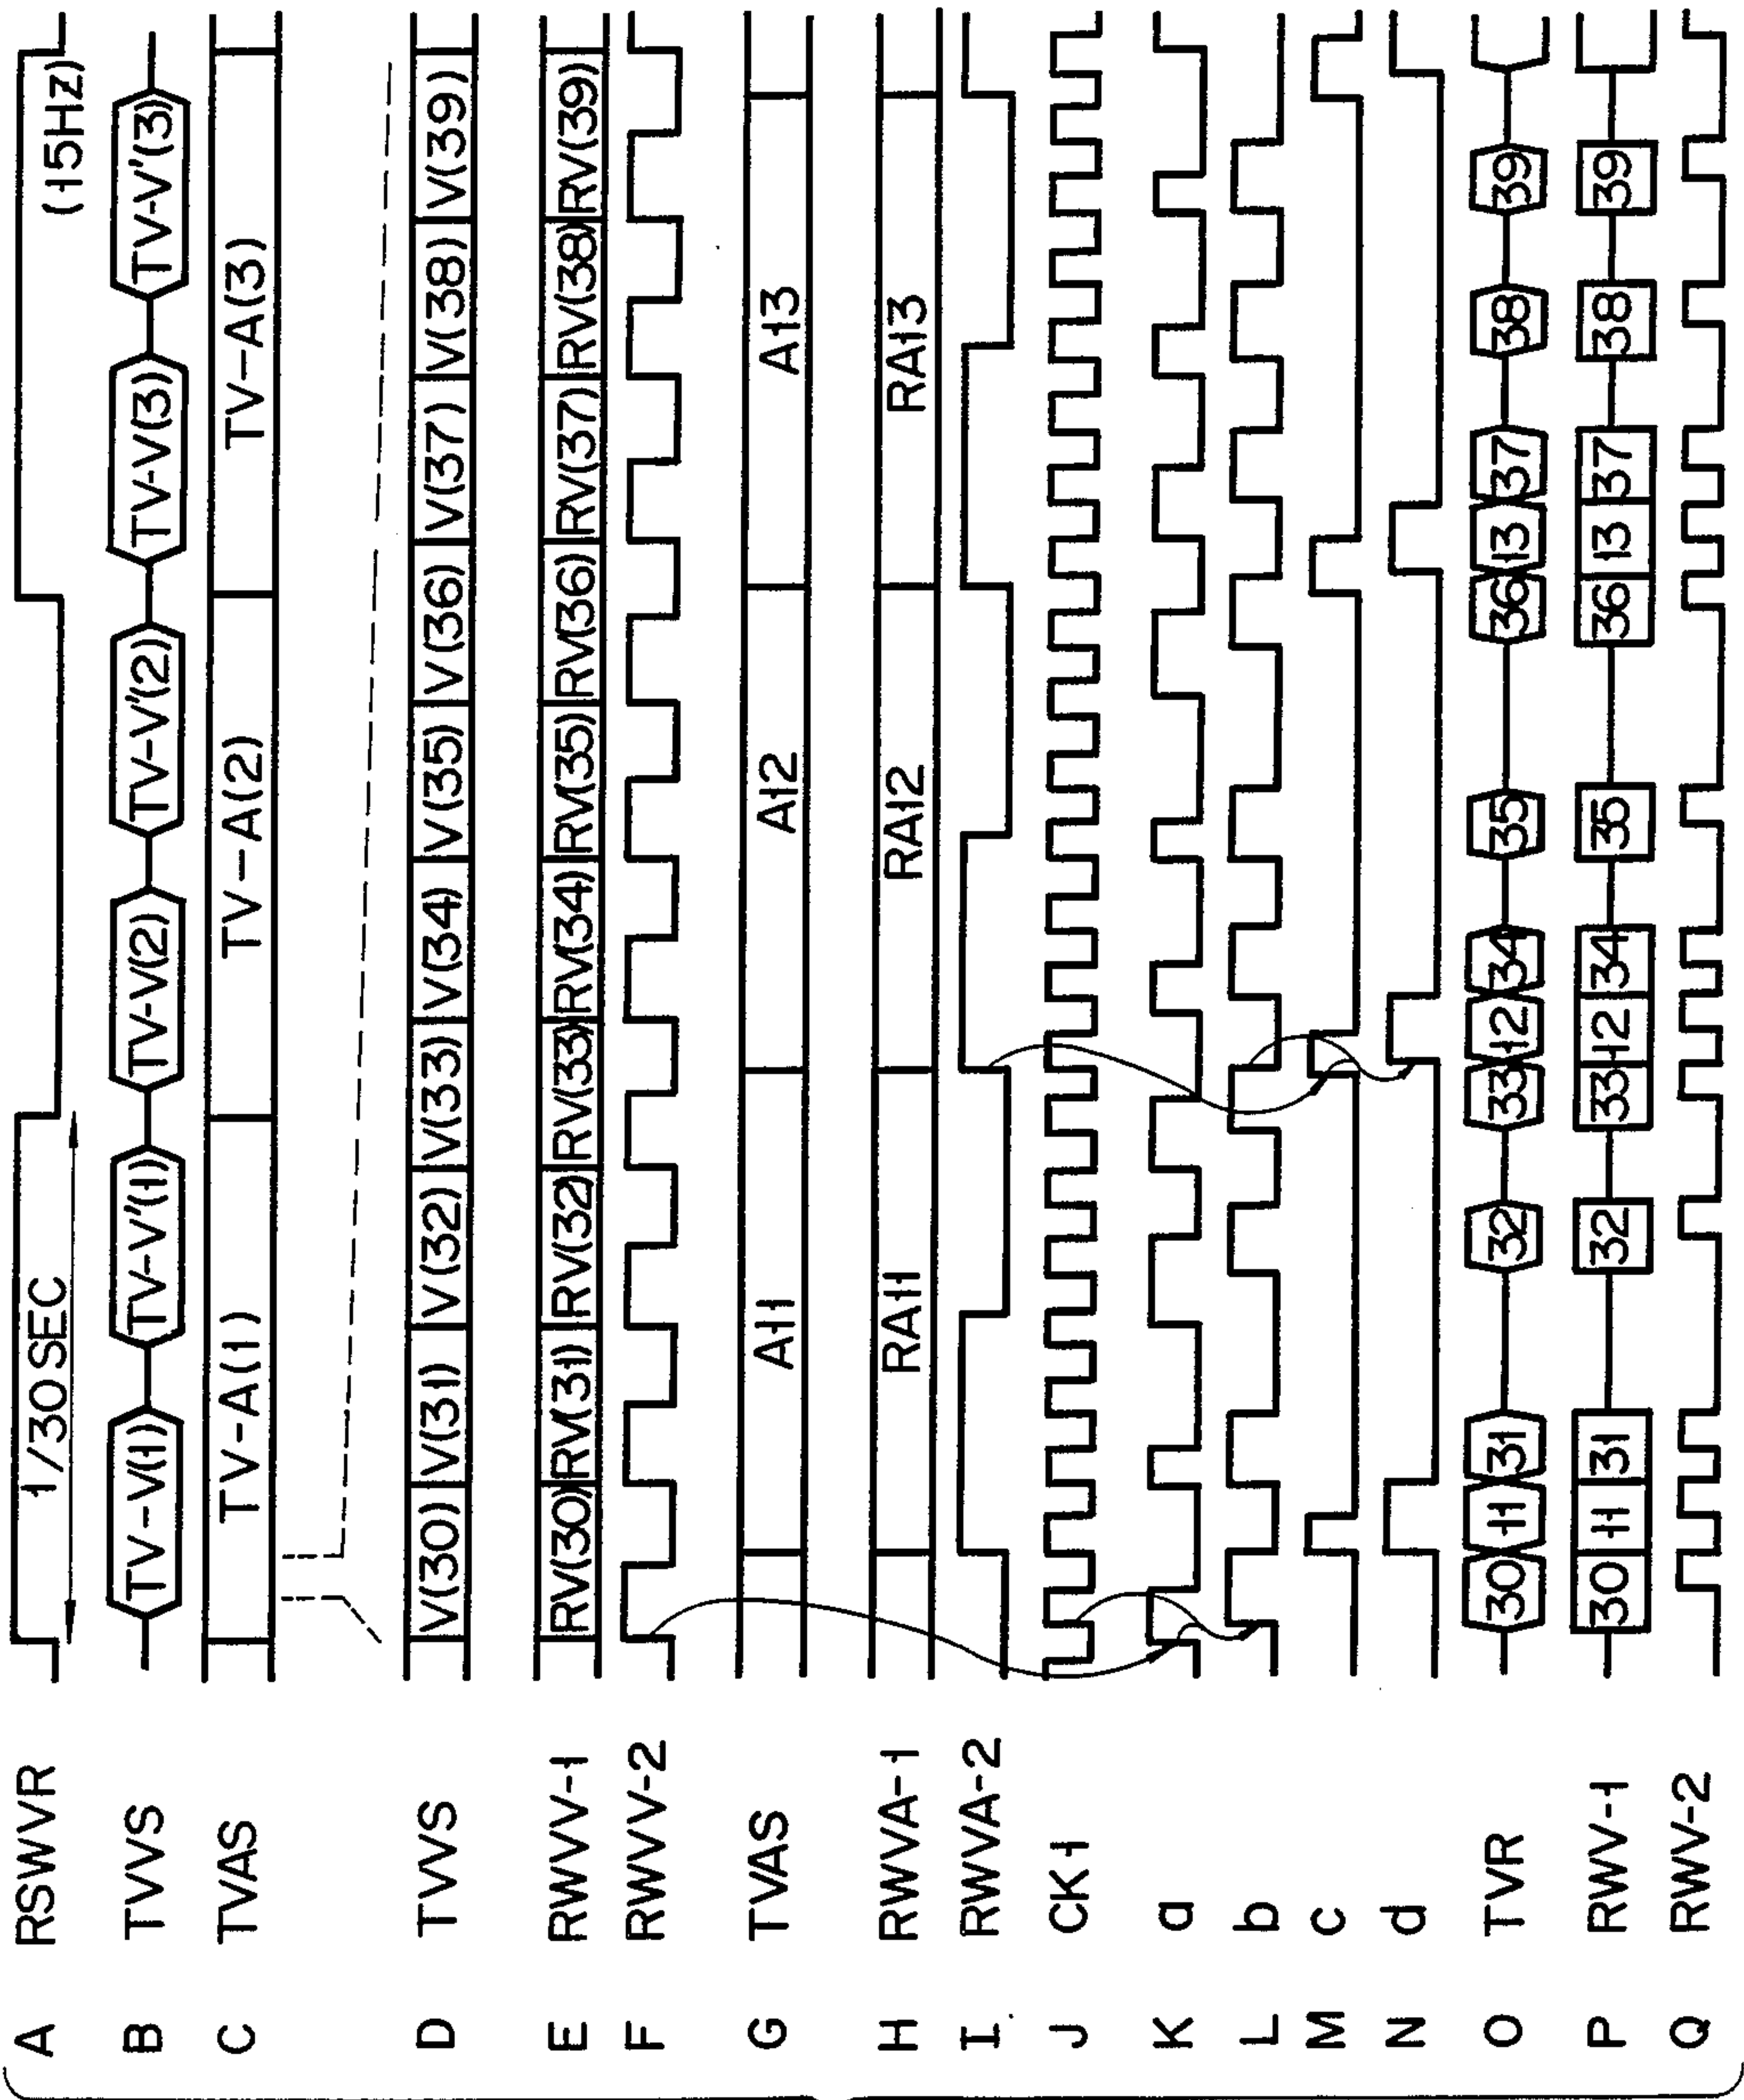 A RSWVR 1/30SEC (15Hz)
B TVVS TV-V(1) TV-V'(1) TV-V(2) TV-V'(2) TV-V(3) TV-V'(3)
C TVAS TV-A(1) TV-A(2) TV-A(3)
D TVVS V(30) V(31) V(32) V(33) V(34) V(35) V(36) V(37) V(38) V(39)
E RWVV-1 RV(30) RV(31) RV(32) RV(33) RV(34) RV(35) RV(36) RV(37) RV(38) RV(39)
F RWVV-2
G TVAS A11 A12 A13
H RWVA-1 RA11 RA12 RA13
I RWVA-2
J CK1
K a
L b
M c
N d
O TVR 30 11 31 32 33 12 34 35 36 13 37 38 39
P RWV-1 30 11 31 32 33 12 34 35 36 13 37 38 39
Q RWV-2